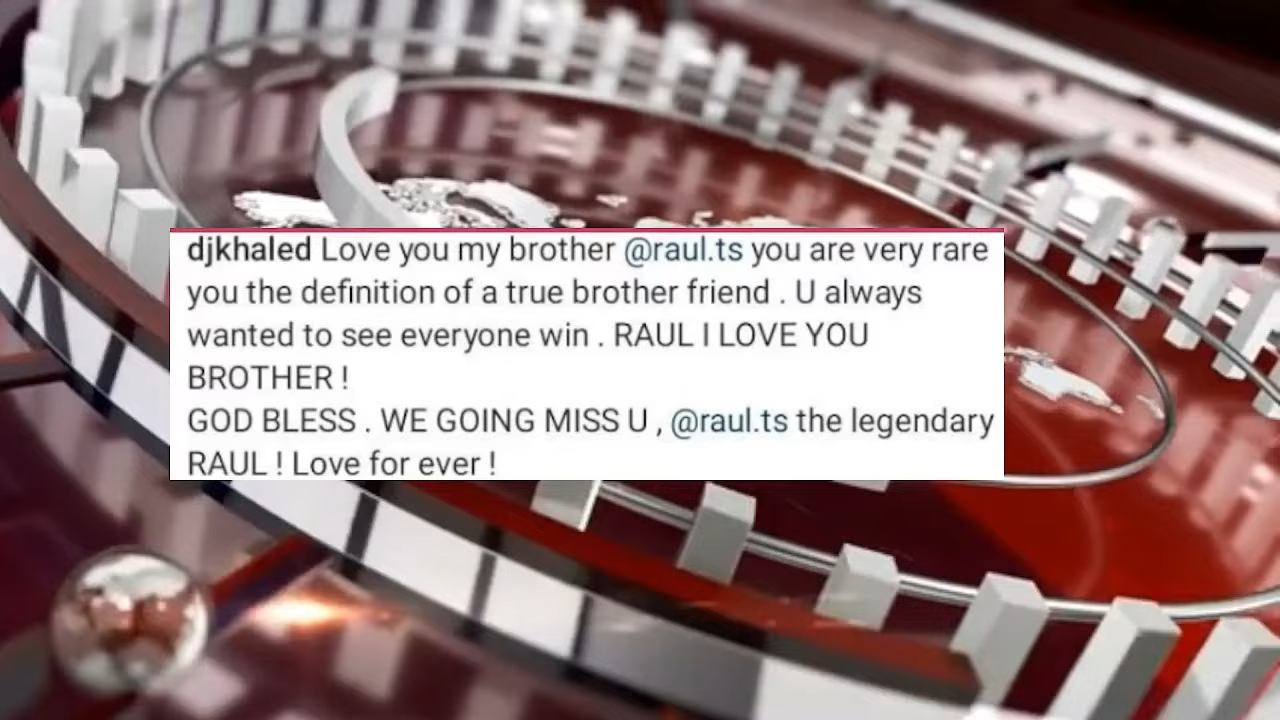 djkhaled Love you my brother @raul.ts you are very rare
you the definition of a true brother friend . U always
wanted to see everyone win . RAUL I LOVE YOU
BROTHER !
GOD BLESS . WE GOING MISS U , @raul.ts the legendary
RAUL ! Love for ever !